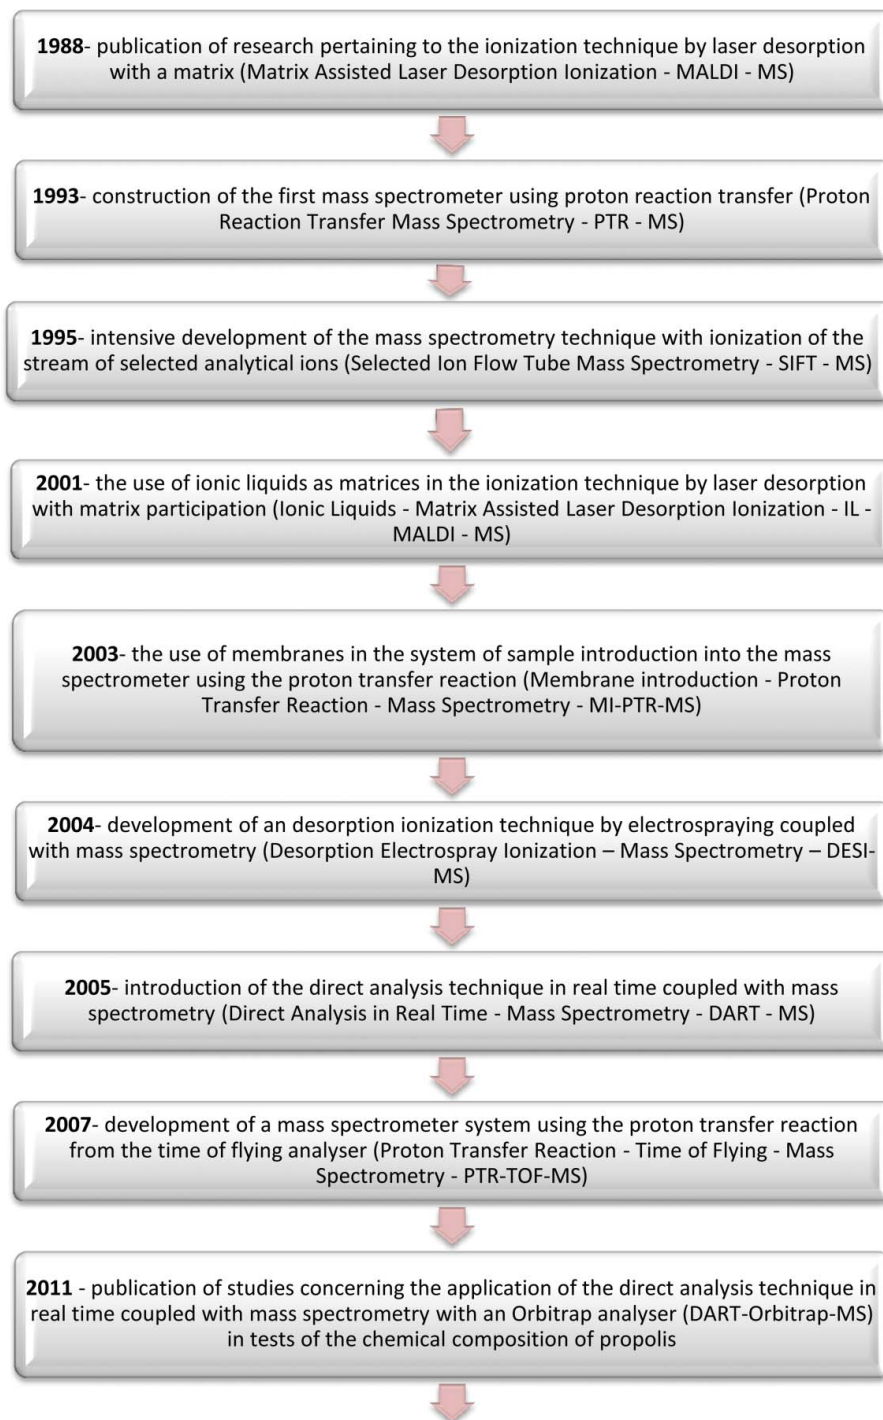 1988- publication of research pertaining to the ionization technique by laser desorption
with a matrix (Matrix Assisted Laser Desorption Ionization - MALDI - MS)
1993- construction of the first mass spectrometer using proton reaction transfer (Proton
Reaction Transfer Mass Spectrometry - PTR - MS)
1995- intensive development of the mass spectrometry technique with ionization of the
stream of selected analytical ions (Selected Ion Flow Tube Mass Spectrometry - SIFT - MS)
2001- the use of ionic liquids as matrices in the ionization technique by laser desorption
with matrix participation (Ionic Liquids - Matrix Assisted Laser Desorption Ionization - IL -
MALDI - MS)
2003- the use of membranes in the system of sample introduction into the mass
spectrometer using the proton transfer reaction (Membrane introduction - Proton
Transfer Reaction - Mass Spectrometry - MI-PTR-MS)
2004- development of an desorption ionization technique by electrospraying coupled
with mass spectrometry (Desorption Electrospray Ionization – Mass Spectrometry – DESI-
MS)
2005- introduction of the direct analysis technique in real time coupled with mass
spectrometry (Direct Analysis in Real Time - Mass Spectrometry - DART - MS)
2007- development of a mass spectrometer system using the proton transfer reaction
from the time of flying analyser (Proton Transfer Reaction - Time of Flying - Mass
Spectrometry - PTR-TOF-MS)
2011 - publication of studies concerning the application of the direct analysis technique in
real time coupled with mass spectrometry with an Orbitrap analyser (DART-Orbitrap-MS)
in tests of the chemical composition of propolis